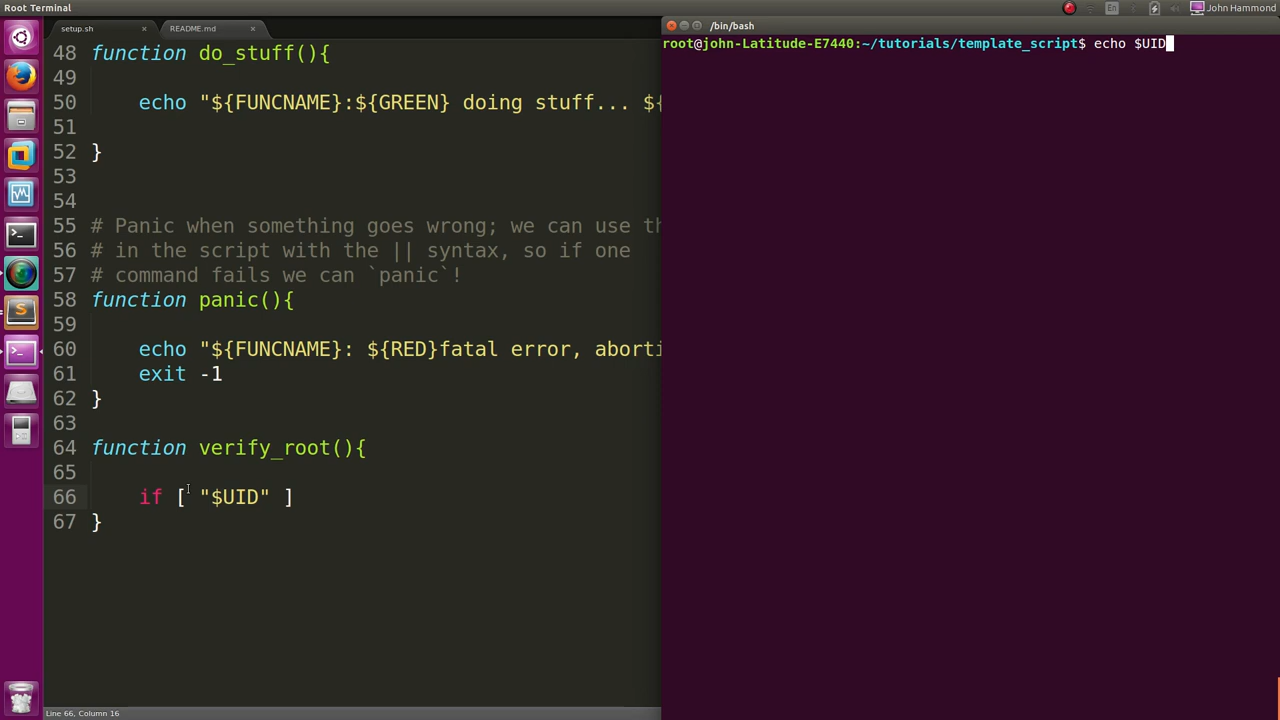 Root Terminal
En
John Hammond
setup.sh
README.md
/bin/bash
48 function do_stuff(){
49
50     echo "${FUNCNAME}:${GREEN} doing stuff... ${
51
52 }
53
54
55 # Panic when something goes wrong; we can use th
56 # in the script with the || syntax, so if one
57 # command fails we can `panic`!
58 function panic(){
59
60     echo "${FUNCNAME}: ${RED}fatal error, aborti
61     exit -1
62 }
63
64 function verify_root(){
65
66     if [ "$UID" ]
67 }
root@john-Latitude-E7440:~/tutorials/template_script$ echo $UID
Line 66, Column 16